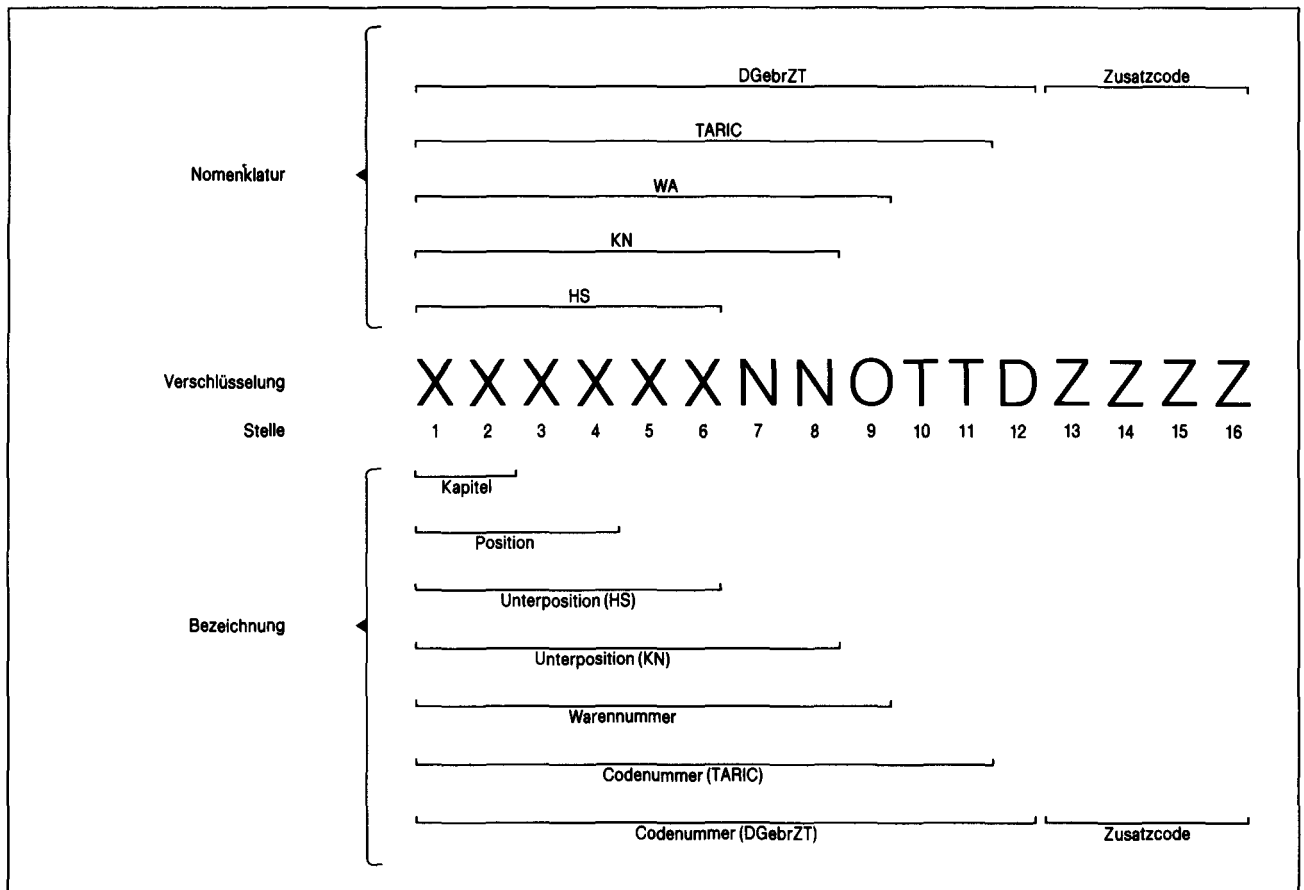 DGebrZT Zusatzcode
TARIC
Nomenklatur
WA
KN
HS
Verschlüsselung XXXXXXNNOTTDZZZZ
Stelle 1 2 3 4 5 6 7 8 9 10 11 12 13 14 15 16
Kapitel
Position
Unterposition (HS)
Bezeichnung
Unterposition (KN)
Warennummer
Codenummer (TARIC)
Codenummer (DGebrZT) Zusatzcode